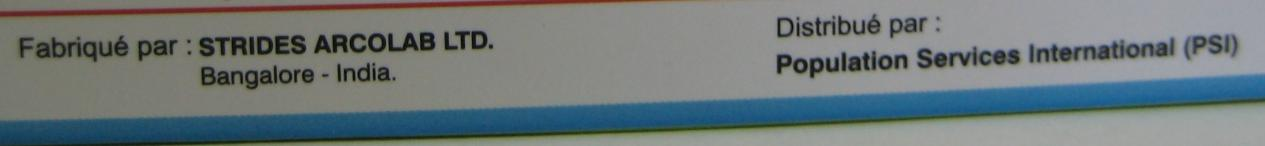 Fabriqué par : STRIDES ARCOLAB LTD.
Bangalore - India.
Distribué par :
Population Services International (PSI)